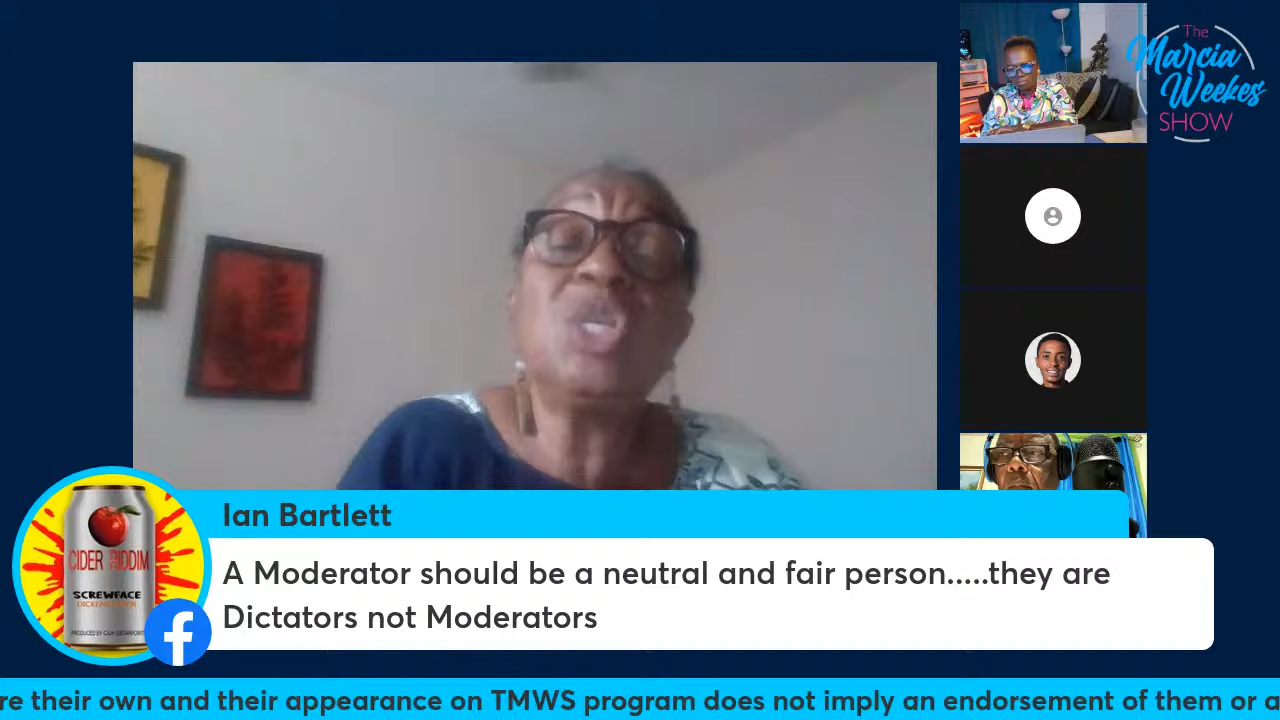 The
Marcia
Weekes
SHOW
Ian Bartlett
A Moderator should be a neutral and fair person.....they are
Dictators not Moderators
CIDER RIDDIM
SCREWFACE
re their own and their appearance on TMWS program does not imply an endorsement of them or a